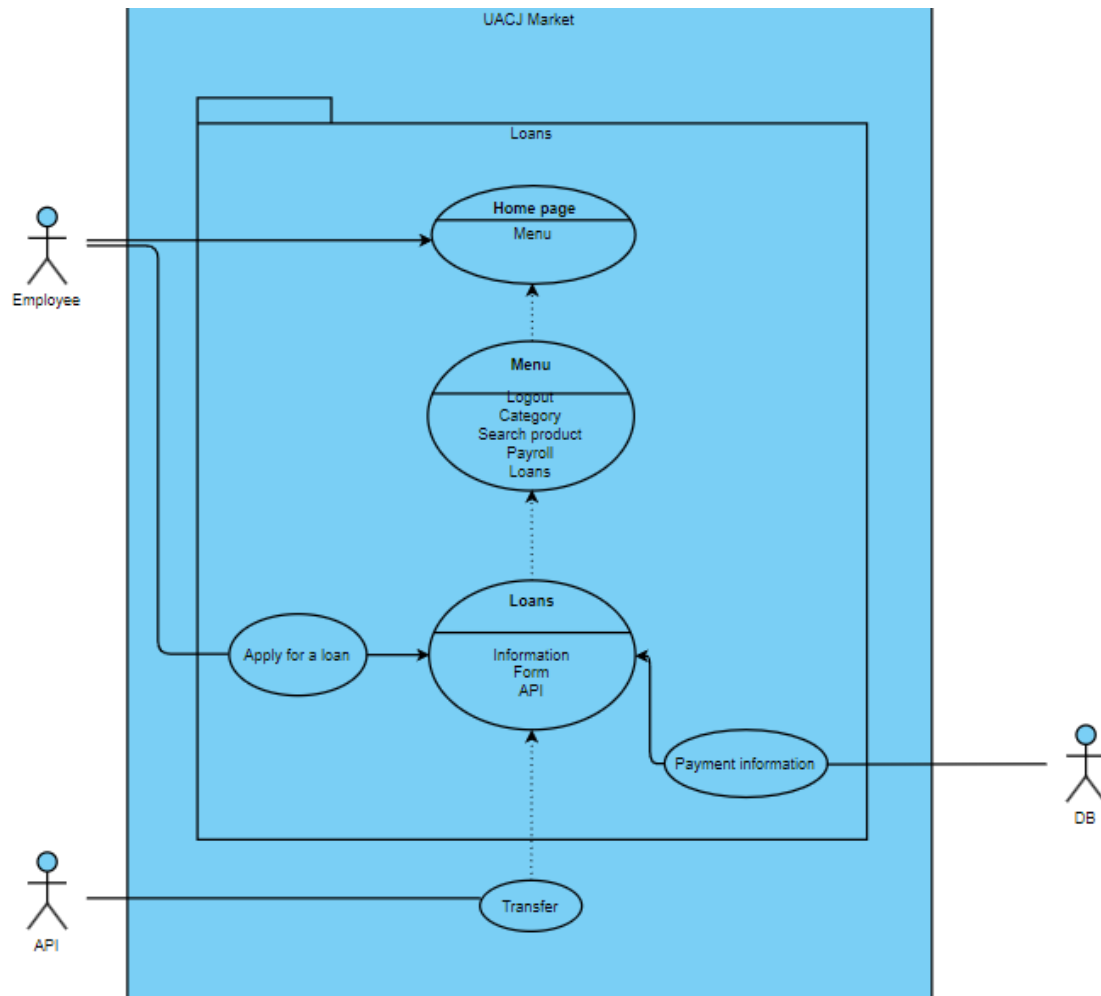 UACJ Market
Loans
Home page
Menu
Employee
Menu
Logout
Category
Search product
Payroll
Loans
Loans
Apply for a loan
Information
Form
API
Payment information
DB
Transfer
API